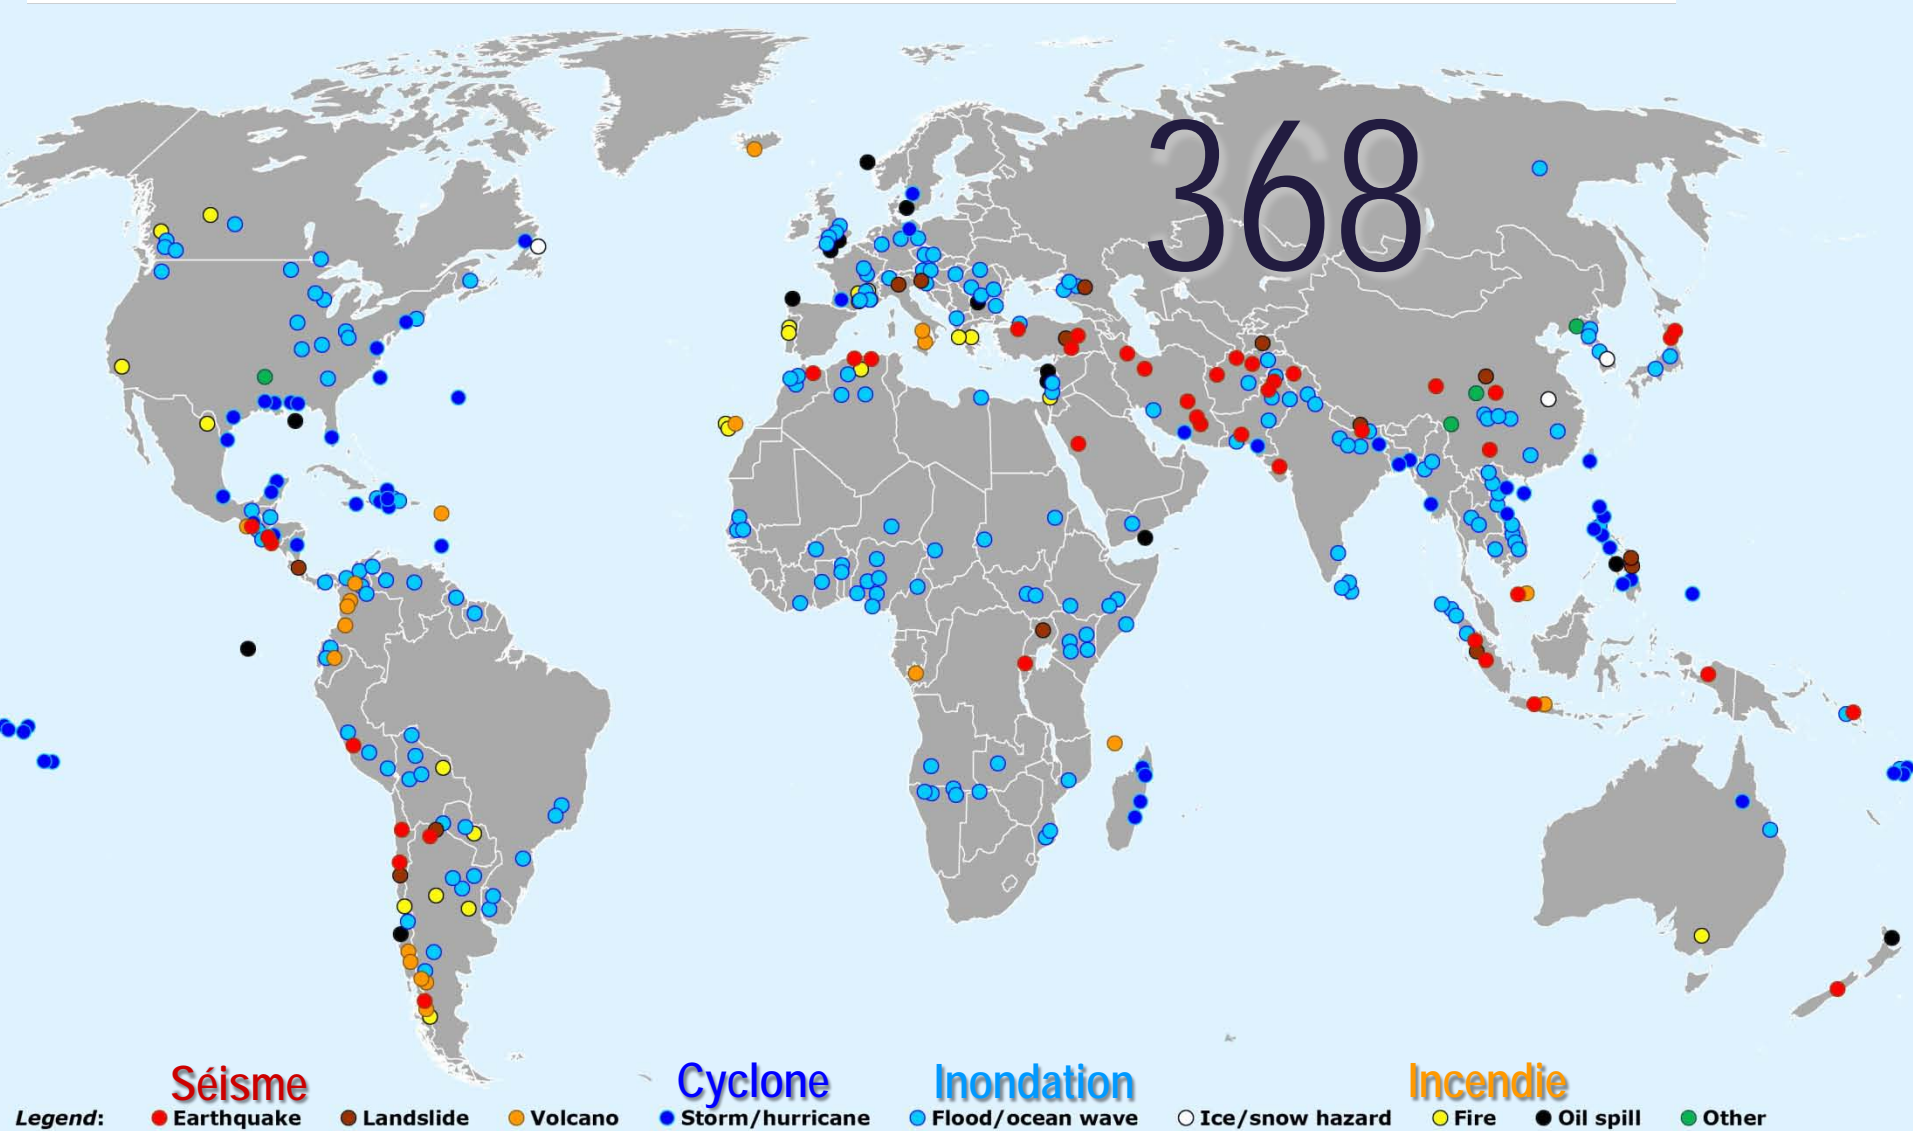 368
Séisme Cyclone Inondation Incendie
Legend: Earthquake Landslide Volcano Storm/hurricane Flood/ocean wave Ice/snow hazard Fire Oil spill Other